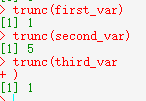 > trunc(first_var)
[1] 1
> trunc(second_var)
[1] 5
> trunc(third_var
+ )
[1] 1